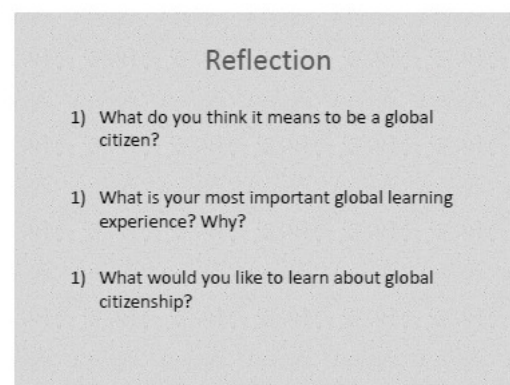 Reflection
1) What do you think it means to be a global
citizen?
1) What is your most important global learning
experience? Why?
1) What would you like to learn about global
citizenship?